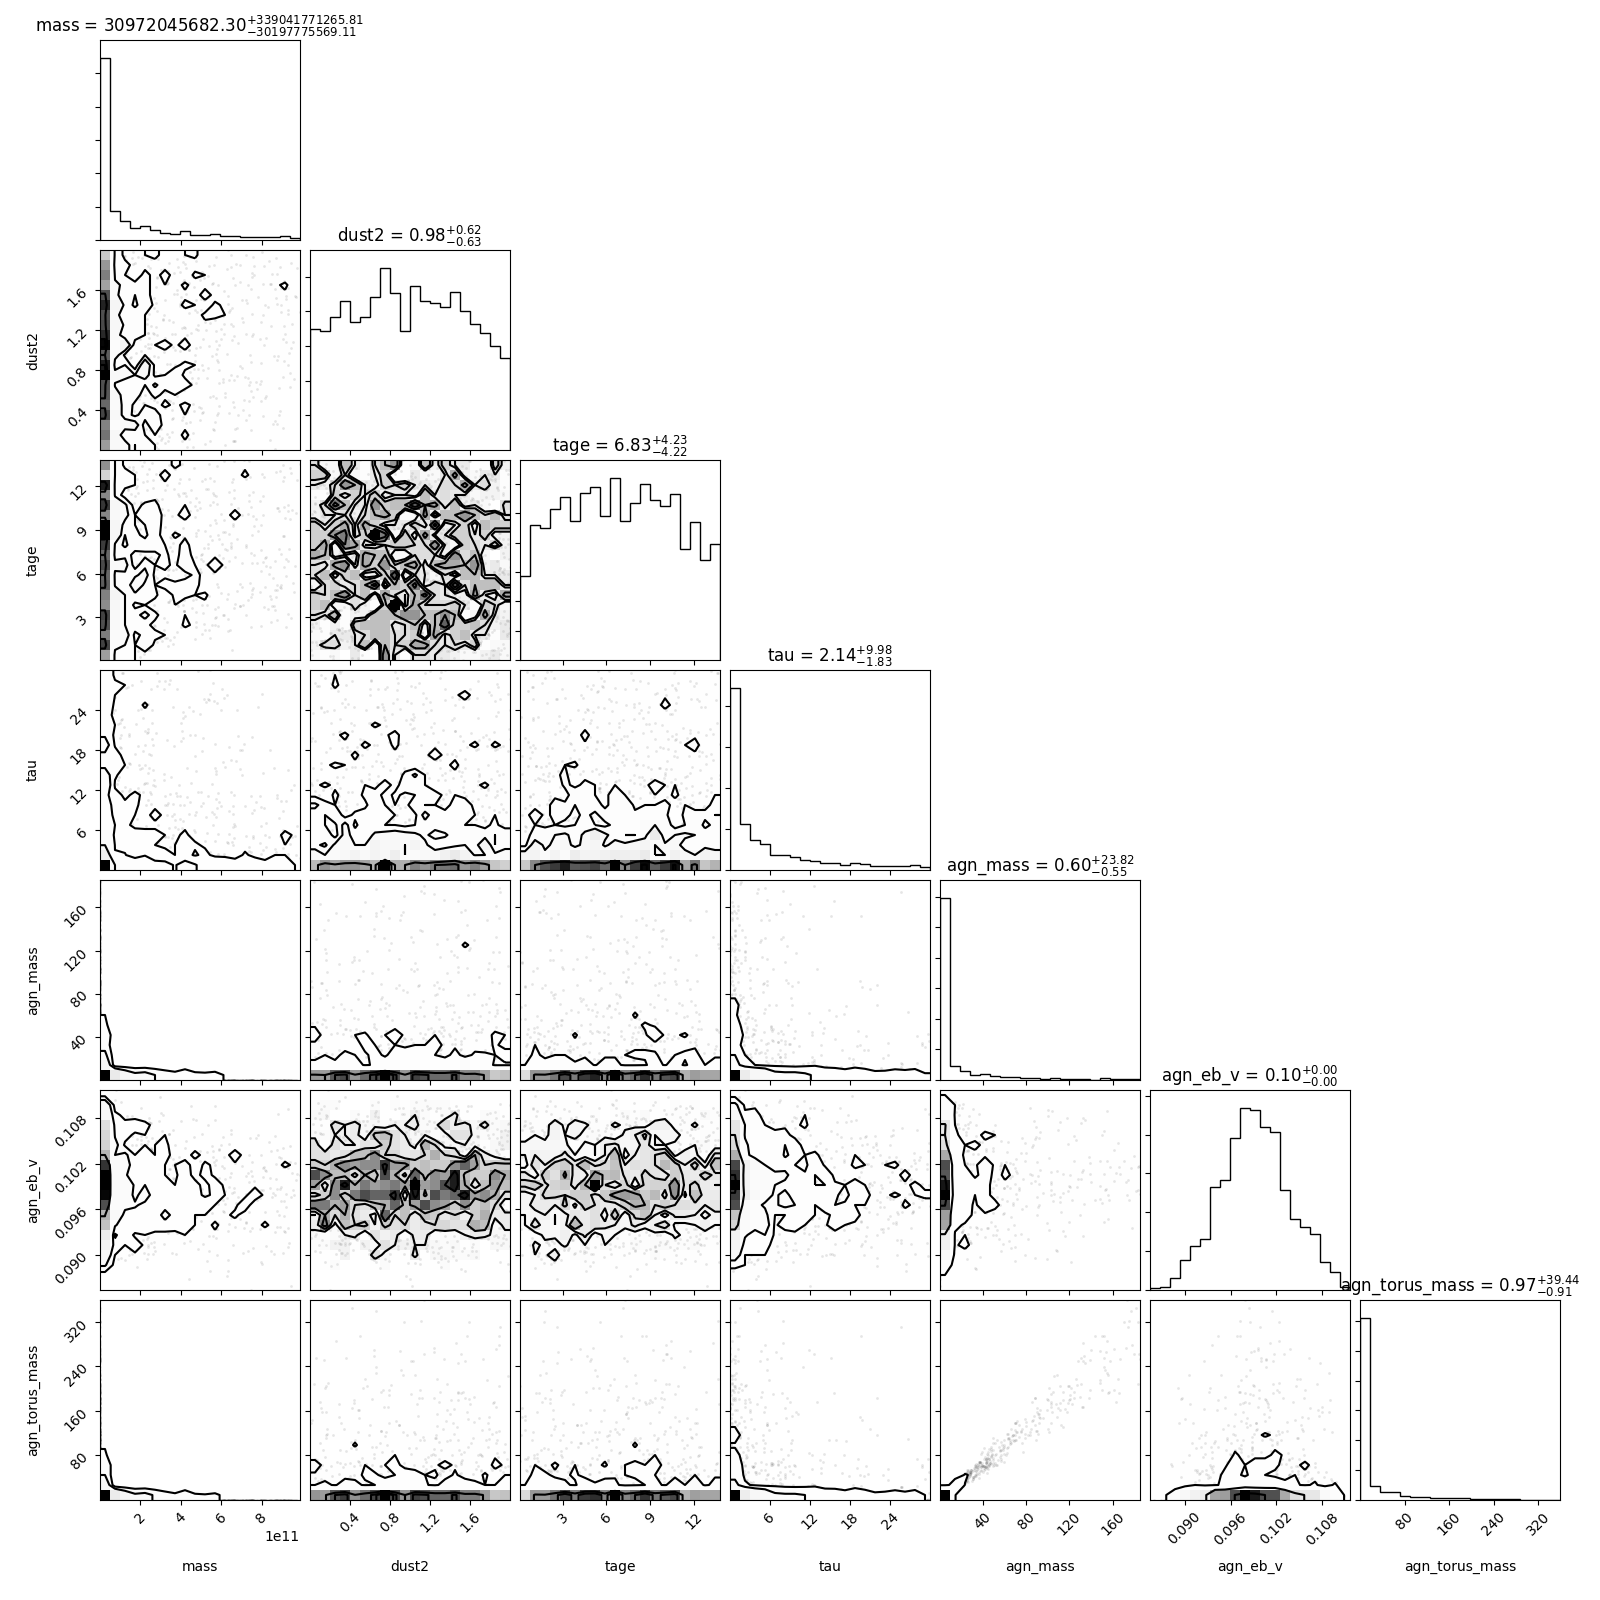 mass = 30972045682.30+339041771265.81
−30197775569.11
dust2 = 0.98+0.62
−0.63
1.6
1.2
0.8
0.4
dust2
tage = 6.83+4.23
−4.22
12
9
6
3
tage
tau = 2.14+9.98
−1.83
24
18
12
6
tau
agn_mass = 0.60+23.82
−0.55
160
120
80
40
agn_mass
agn_eb_v = 0.10+0.00
−0.00
0.108
0.102
0.096
0.090
agn_eb_v
agn_torus_mass = 0.97+39.44
−0.91
320
240
160
80
agn_torus_mass
2 4 6 8 0.4 0.8 1.2 1.6 3 6 9 12 6 12 18 24 40 80 120 160 0.090 0.096 0.102 0.108 80 160 240 320
1e11
mass dust2 tage tau agn_mass agn_eb_v agn_torus_mass